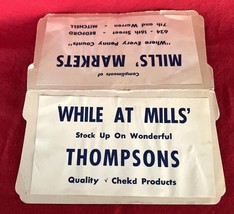 Compliments of
MILLS' MARKETS
"Where Every Penny Counts"
624 - 16th Street - BEDFORD
7th and Warren - MITCHELL
WHILE AT MILLS'
Stock Up On Wonderful
THOMPSONS
Quality ✓ Chekd Products